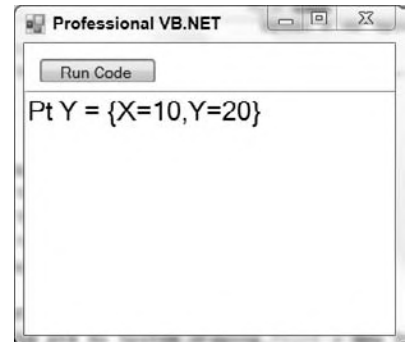 Professional VB.NET
Run Code
Pt Y = {X=10,Y=20}